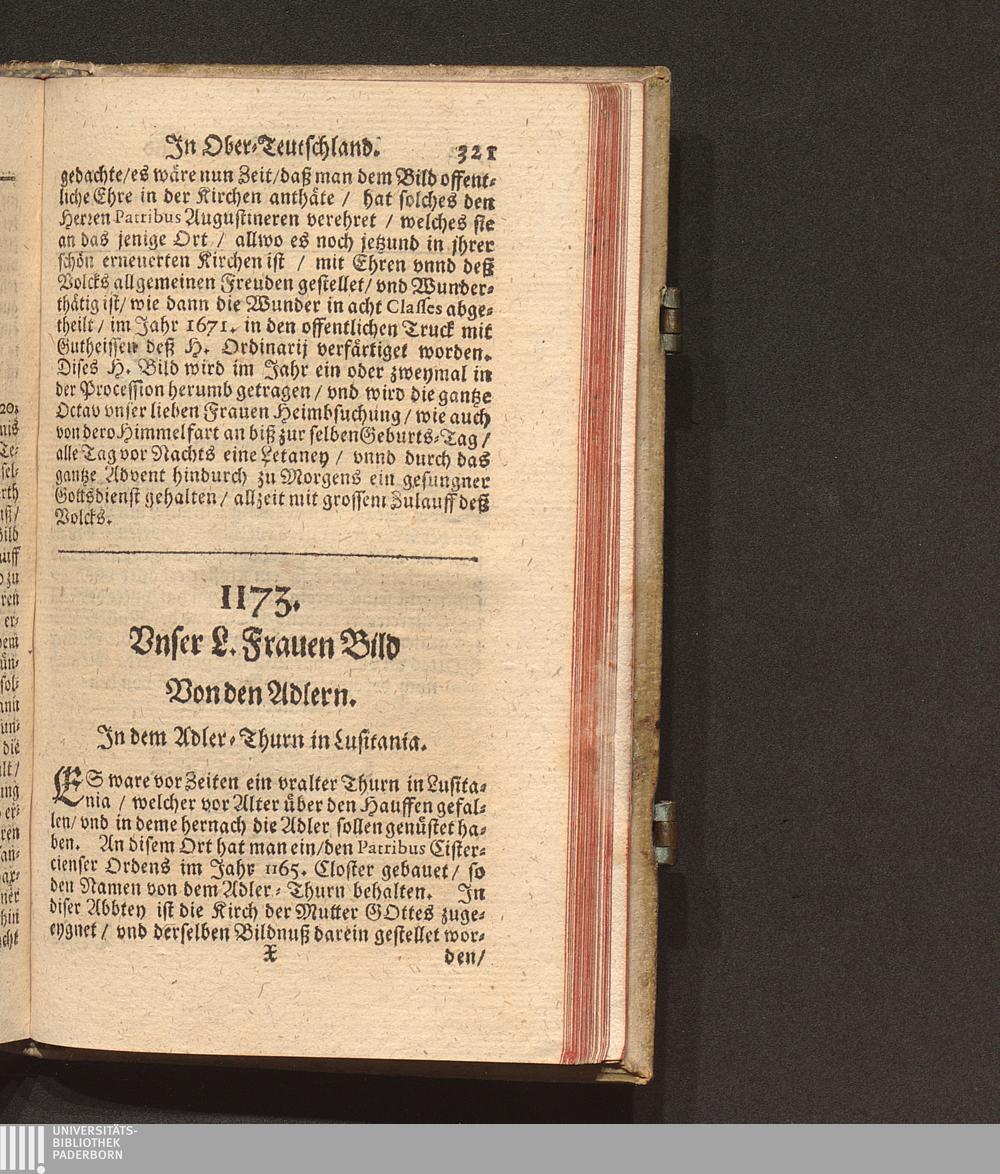 In Ober-Teutschland. 321
gedachte/es wäre nun Zeit/daß man dem Bild offent-
liche Ehre in der Kirchen anthäte / hat solches den
Herren Patribus Augustineren verehret / welches sie
an das jenige Ort / allwo es noch jetzund in jhrer
schön erneuerten Kirchen ist / mit Ehren vnnd deß
Volcks allgemeinen Freuden gestellet/ vnd Wunder-
thätig ist/ wie dann die Wunder in acht Classes abge-
theilt / im Jahr 1671. in den offentlichen Truck mit
Gutheissen deß H. Ordinarij verfärtiget worden.
Dises H. Bild wird im Jahr ein oder zweymal in
der Procession herumb getragen / vnd wird die gantze
Octav vnser lieben Frauen Heimbsuchung / wie auch
von dero Himmelfart an biß zur selben Geburts-Tag /
alle Tag vor Nachts eine Letaney / vnnd durch das
gantze Advent hindurch zu Morgens ein gesungner
Gottsdienst gehalten / allzeit mit grossem Zulauff deß
Volcks.
1173.
Vnser L. Frauen Bild
Von den Adlern.
In dem Adler-Thurn in Lusitania.
ES ware vor Zeiten ein vralter Thurn in Lusita-
nia / welcher vor Alter über den Hauffen gefal-
len/ vnd in deme hernach die Adler sollen genüstet ha-
ben. An disem Ort hat man ein/den Patribus Cister-
cienser Ordens im Jahr 1165. Closter gebauet / so
den Namen von dem Adler-Thurn behalten. In
diser Abbtey ist die Kirch der Mutter GOttes zuge-
eygnet / vnd derselben Bildnuß darein gestellet wor-
X den/
UNIVERSITÄTS-
BIBLIOTHEK
PADERBORN